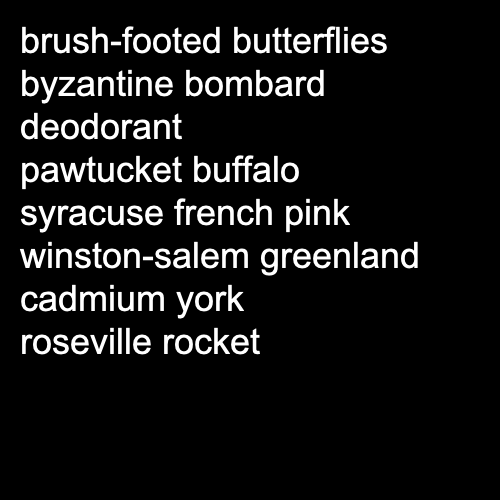 brush-footed butterflies
byzantine bombard
deodorant
pawtucket buffalo
syracuse french pink
winston-salem greenland
cadmium york
roseville rocket